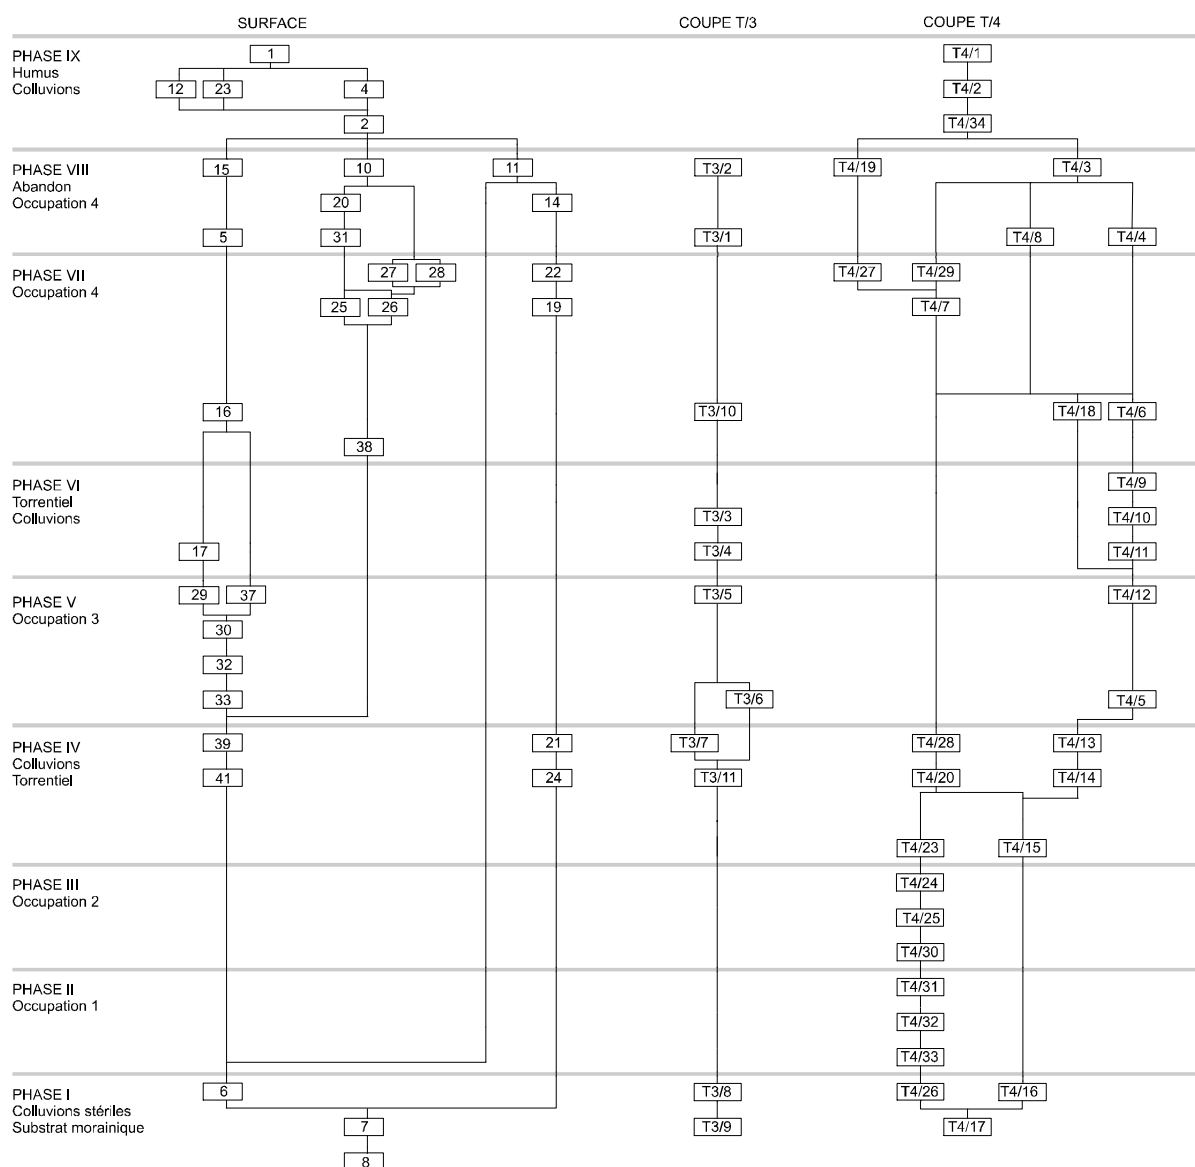 SURFACE COUPE T/3 COUPE T/4
PHASE IX
Humus
Colluvions
1 T4/1
12 23 4 T4/2
2 T4/34
PHASE VIII
Abandon
Occupation 4
15 10 11 T3/2 T4/19 T4/3
20 14
5 31 T3/1 T4/8 T4/4
PHASE VII
Occupation 4
27 28 22 T4/27 T4/29
25 26 19 T4/7
16 T3/10 T4/18 T4/6
38
PHASE VI
Torrentiel
Colluvions
T4/9
T3/3 T4/10
17 T3/4 T4/11
PHASE V
Occupation 3
29 37 T3/5 T4/12
30
32
33 T3/6 T4/5
PHASE IV
Colluvions
Torrentiel
39 21 T3/7 T4/28 T4/13
41 24 T3/11 T4/20 T4/14
T4/23 T4/15
PHASE III
Occupation 2
T4/24
T4/25
T4/30
PHASE II
Occupation 1
T4/31
T4/32
T4/33
PHASE I
Colluvions stériles
Substrat morainique
6 T3/8 T4/26 T4/16
7 T3/9 T4/17
8